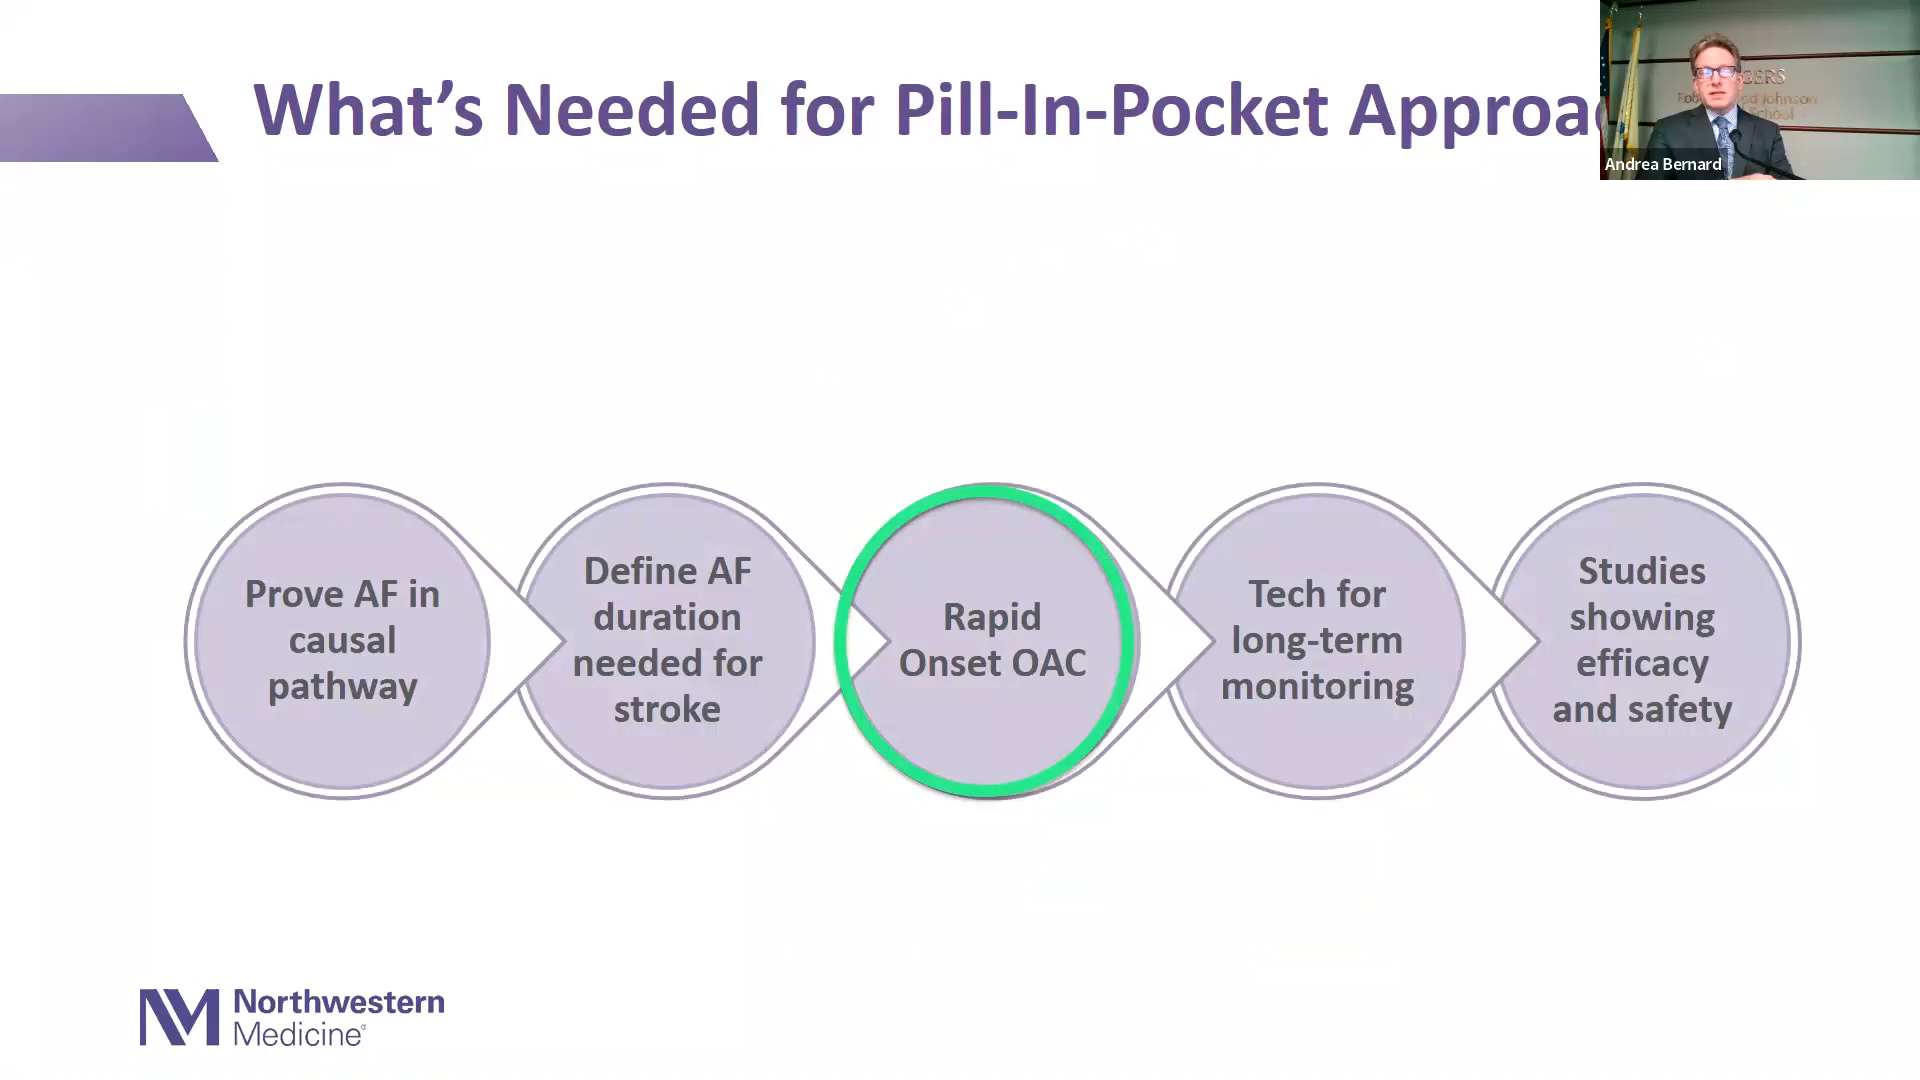 What's Needed for Pill-In-Pocket Approa
Andrea Bernard
Prove AF in
causal
pathway
Define AF
duration
needed for
stroke
Rapid
Onset OAC
Tech for
long-term
monitoring
Studies
showing
efficacy
and safety
NM Northwestern
Medicine